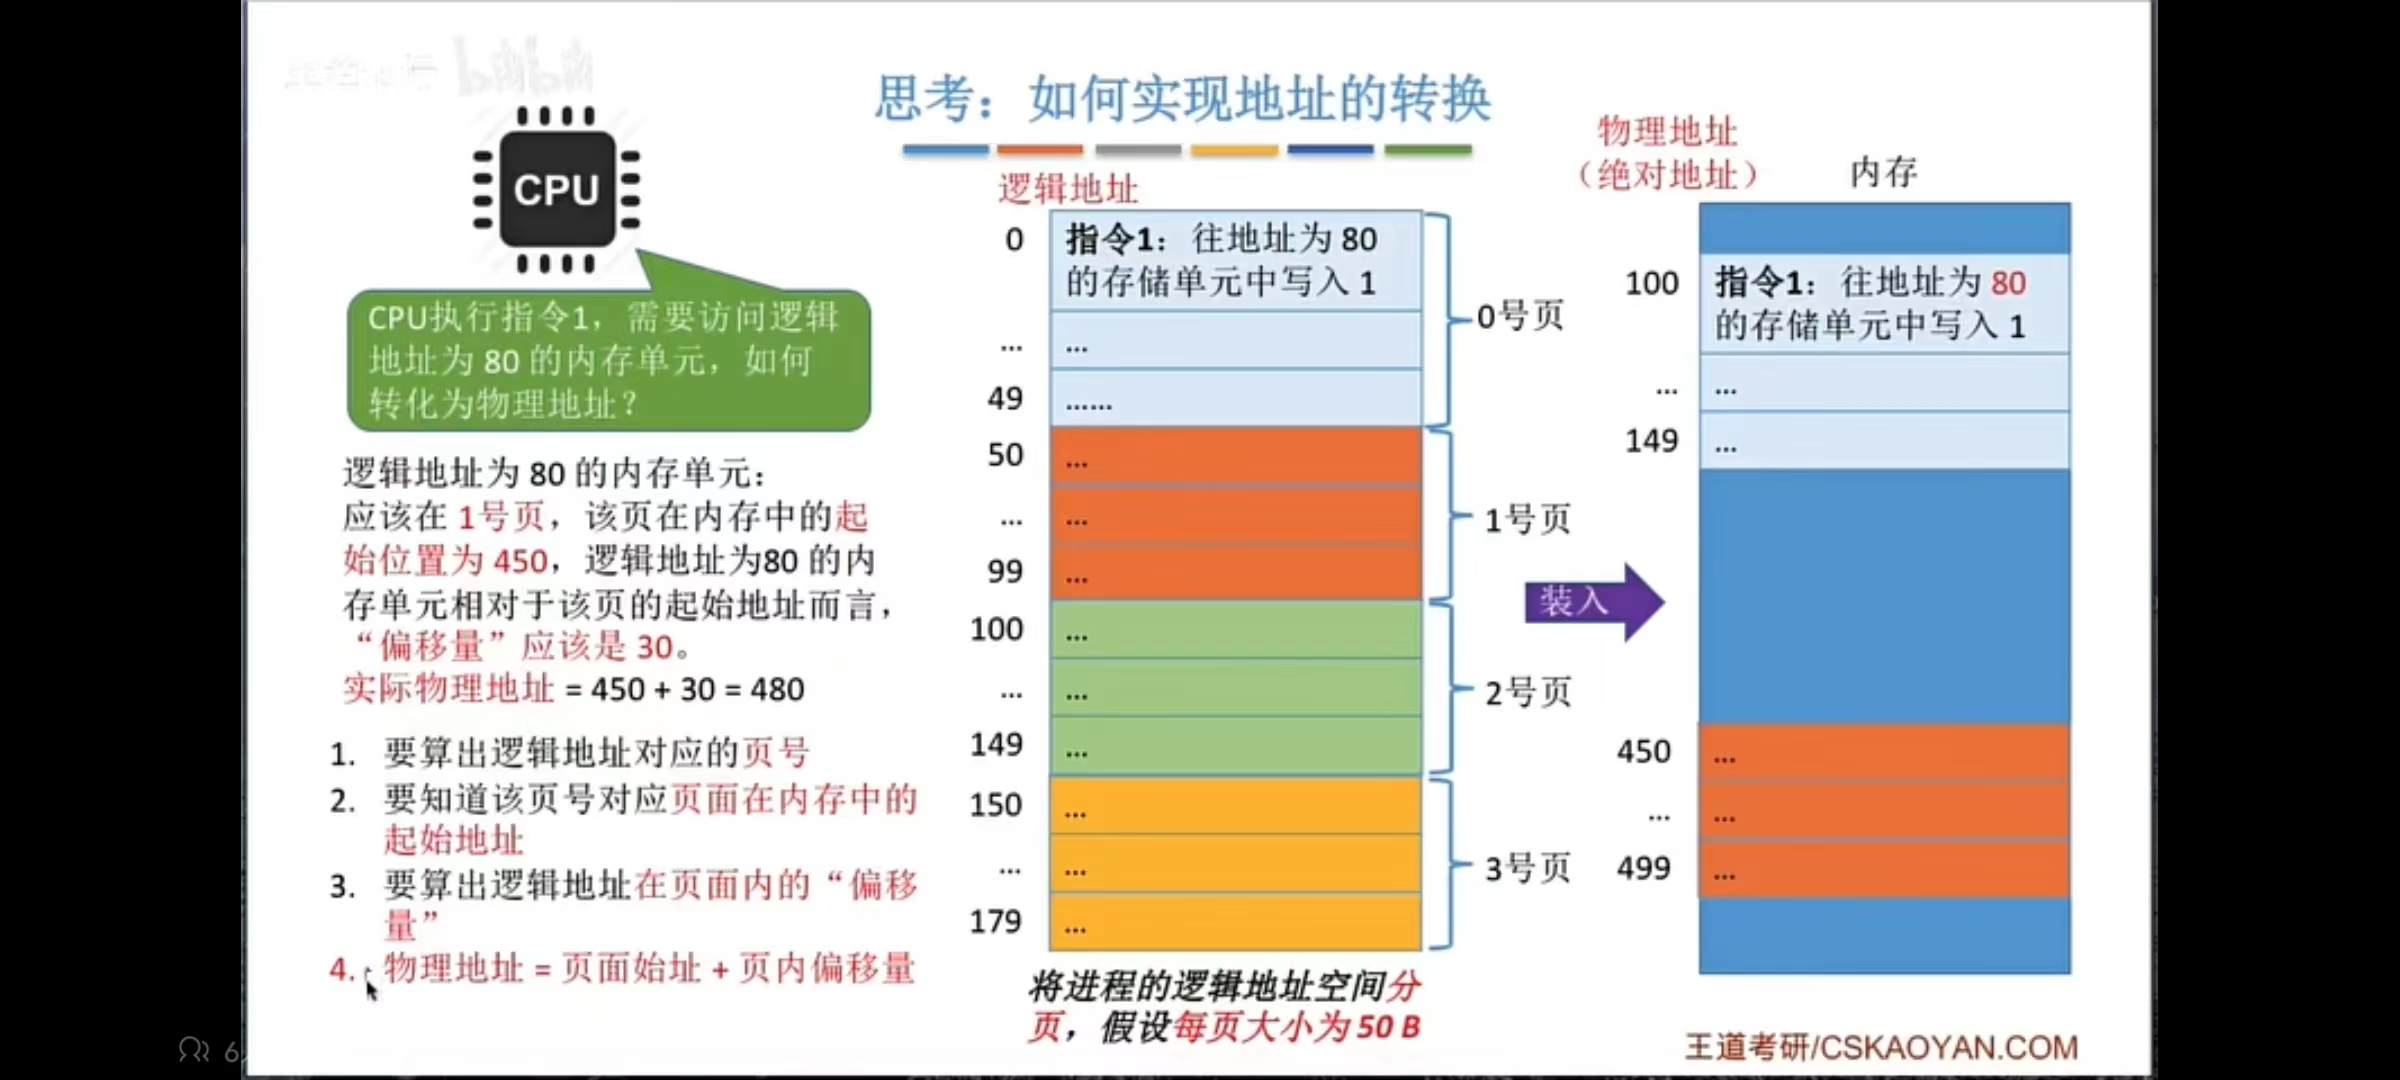 思考：如何实现地址的转换
CPU
CPU执行指令1，需要访问逻辑
地址为 80 的内存单元，如何
转化为物理地址？
逻辑地址为 80 的内存单元：
应该在 1号页，该页在内存中的起
始位置为 450，逻辑地址为80 的内
存单元相对于该页的起始地址而言，
“偏移量”应该是 30。
实际物理地址 = 450 + 30 = 480
1. 要算出逻辑地址对应的页号
2. 要知道该页号对应页面在内存中的
起始地址
3. 要算出逻辑地址在页面内的“偏移
量”
4. 物理地址 = 页面始址 + 页内偏移量
逻辑地址
0 指令1：往地址为 80
的存储单元中写入 1
... ...
49 ......
0号页
50 ...
... ...
99 ...
1号页
100 ...
... ...
149 ...
2号页
150 ...
... ...
179 ...
3号页
将进程的逻辑地址空间分
页，假设每页大小为 50 B
装入
物理地址
（绝对地址）
内存
100 指令1：往地址为 80
的存储单元中写入 1
... ...
149 ...
450 ...
... ...
499 ...
王道考研/CSKAOYAN.COM
6